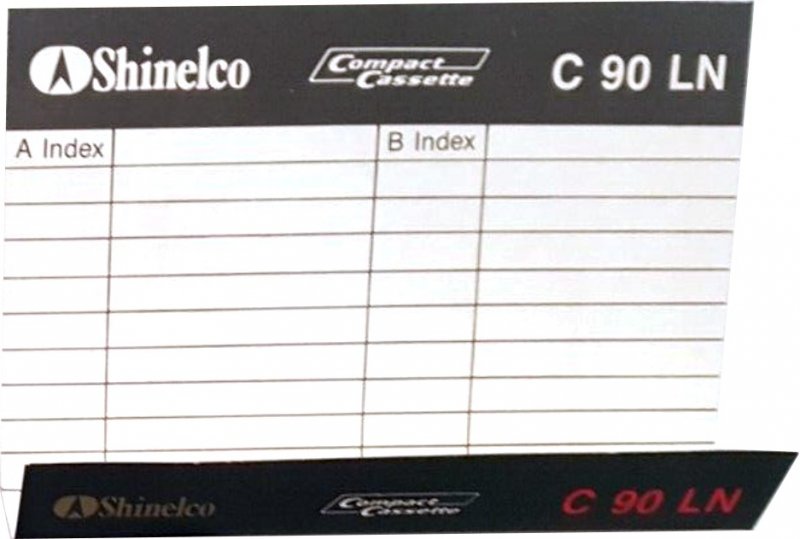 Shinelco Compact Cassette C 90 LN
A Index B Index
Shinelco Compact Cassette C 90 LN